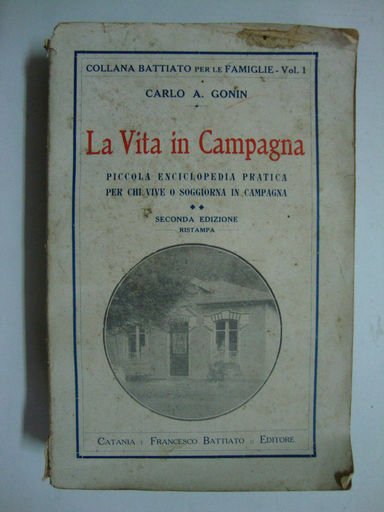 COLLANA BATTIATO PER LE FAMIGLIE - VOL. 1
CARLO A. GONIN
La Vita in Campagna
PICCOLA ENCICLOPEDIA PRATICA
PER CHI VIVE O SOGGIORNA IN CAMPAGNA
SECONDA EDIZIONE
RISTAMPA
CATANIA : FRANCESCO BATTIATO :: EDITORE